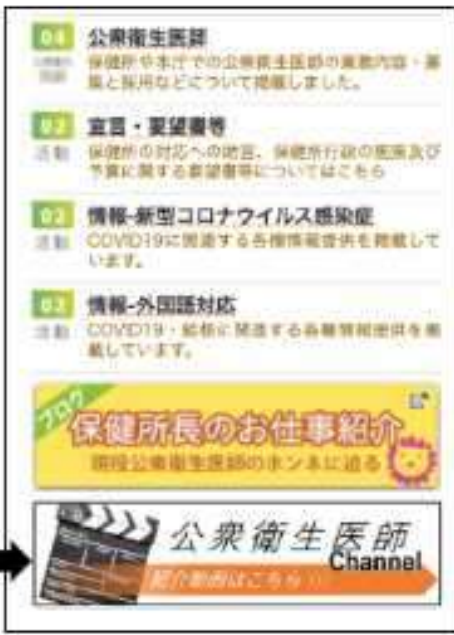 04 公衆衛生医師
保健所や本庁での公衆衛生医師の業務内容・募
集と採用などについて掲載しました。
03 宣言・要望書等
活動 保健所の対応への提言、保健所行政の施策及び
予算に関する要望書等についてはこちら
03 情報-新型コロナウイルス感染症
活動 COVID19に関連する各種情報提供を掲載して
います。
03 情報-外国語対応
活動 COVID19・結核に関連する各種情報提供を掲
載しています。
ブログ
保健所長のお仕事紹介
現役公衆衛生医師のホンネに迫る
公衆衛生医師
Channel
紹介動画はこちら